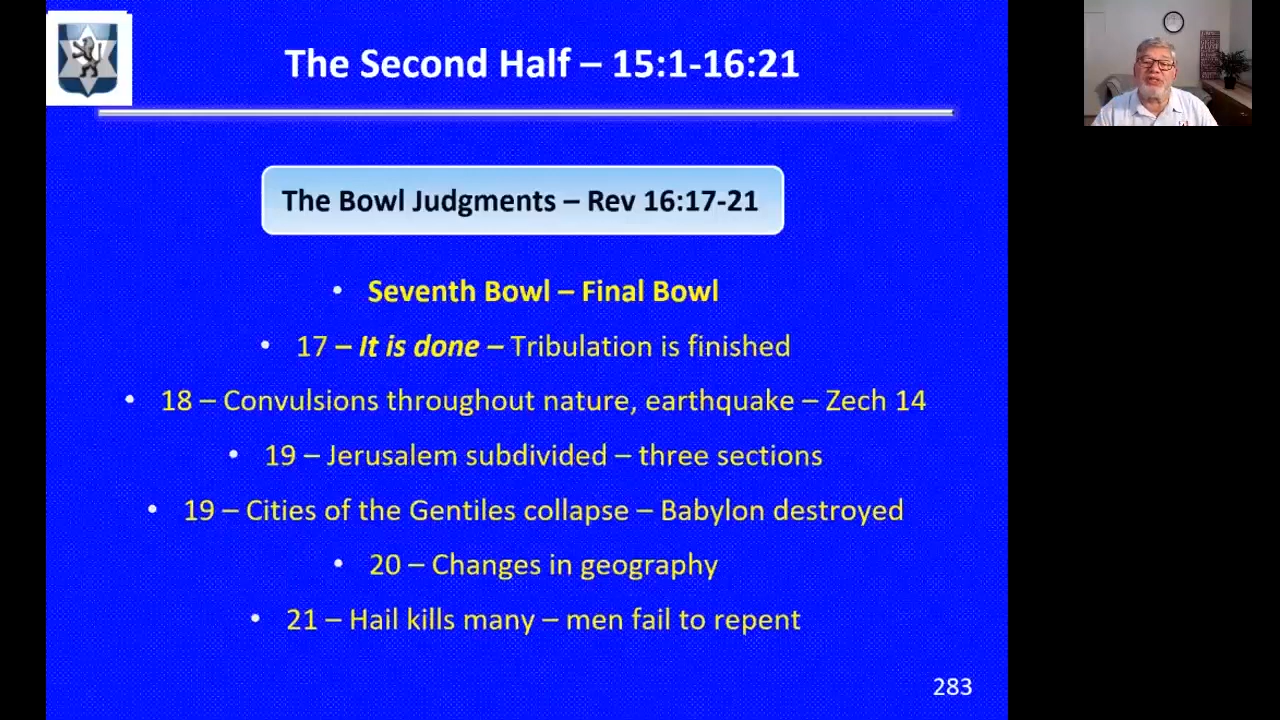 The Second Half – 15:1-16:21
The Bowl Judgments – Rev 16:17-21
• Seventh Bowl – Final Bowl
• 17 – It is done – Tribulation is finished
• 18 – Convulsions throughout nature, earthquake – Zech 14
• 19 – Jerusalem subdivided – three sections
• 19 – Cities of the Gentiles collapse – Babylon destroyed
• 20 – Changes in geography
• 21 – Hail kills many – men fail to repent
283